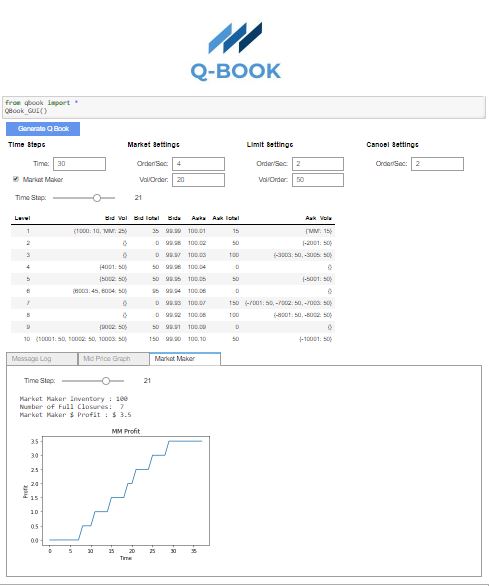 Q-BOOK
from qbook import *
QBook_GUI()
Generate Q Book
Time Steps Market Settings Limit Settings Cancel Settings
Time: 30 Order/Sec: 4 Order/Sec: 2 Order/Sec: 2
Market Maker Vol/Order: 20 Vol/Order: 50
Time Step: 21
Level Bid Vol Bid Total Bids Asks Ask Total Ask Vols
1 {1000: 10, 'MM': 25} 35 99.99 100.01 15 {'MM': 15}
2 {} 0 99.98 100.02 50 {-2001: 50}
3 {} 0 99.97 100.03 100 {-3003: 50, -3005: 50}
4 {4001: 50} 50 99.96 100.04 0 {}
5 {5002: 50} 50 99.95 100.05 50 {-5001: 50}
6 {6003: 45, 6004: 50} 95 99.94 100.06 0 {}
7 {} 0 99.93 100.07 150 {-7001: 50, -7002: 50, -7003: 50}
8 {} 0 99.92 100.08 100 {-8001: 50, -8002: 50}
9 {9002: 50} 50 99.91 100.09 0 {}
10 {10001: 50, 10002: 50, 10003: 50} 150 99.90 100.10 50 {-10001: 50}
Message Log Mid Price Graph Market Maker
Time Step: 21
Market Maker Inventory : 100
Number of Full Closures: 7
Market Maker $ Profit : $ 3.5
MM Profit
3.5
3.0
2.5
2.0
1.5
1.0
0.5
0.0
Profit
0 5 10 15 20 25 30 35
Time